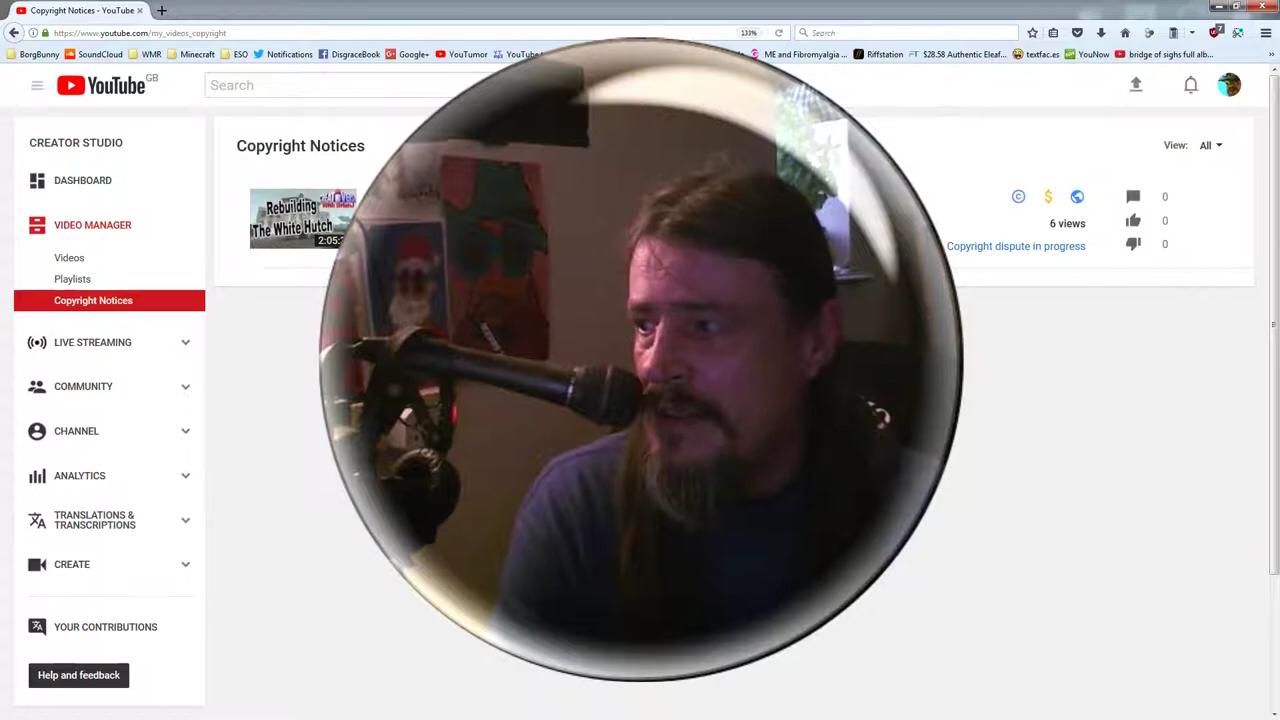 Copyright Notices - YouTube
https://www.youtube.com/my_videos_copyright
133%
Search
BorgBunny
SoundCloud
WMR
Minecraft
ESO
Notifications
DisgraceBook
Google+
YouTumor
ME and Fibromyalgia
Riffstation
$28.58 Authentic Eleaf...
textfac.es
YouNow
bridge of sighs full alb...
YouTube GB
Search
CREATOR STUDIO
DASHBOARD
VIDEO MANAGER
Videos
Playlists
Copyright Notices
LIVE STREAMING
COMMUNITY
CHANNEL
ANALYTICS
TRANSLATIONS &
TRANSCRIPTIONS
CREATE
YOUR CONTRIBUTIONS
Help and feedback
Copyright Notices
View: All
Rebuilding
The White Hutch
2:05:
6 views
Copyright dispute in progress
0
0
0